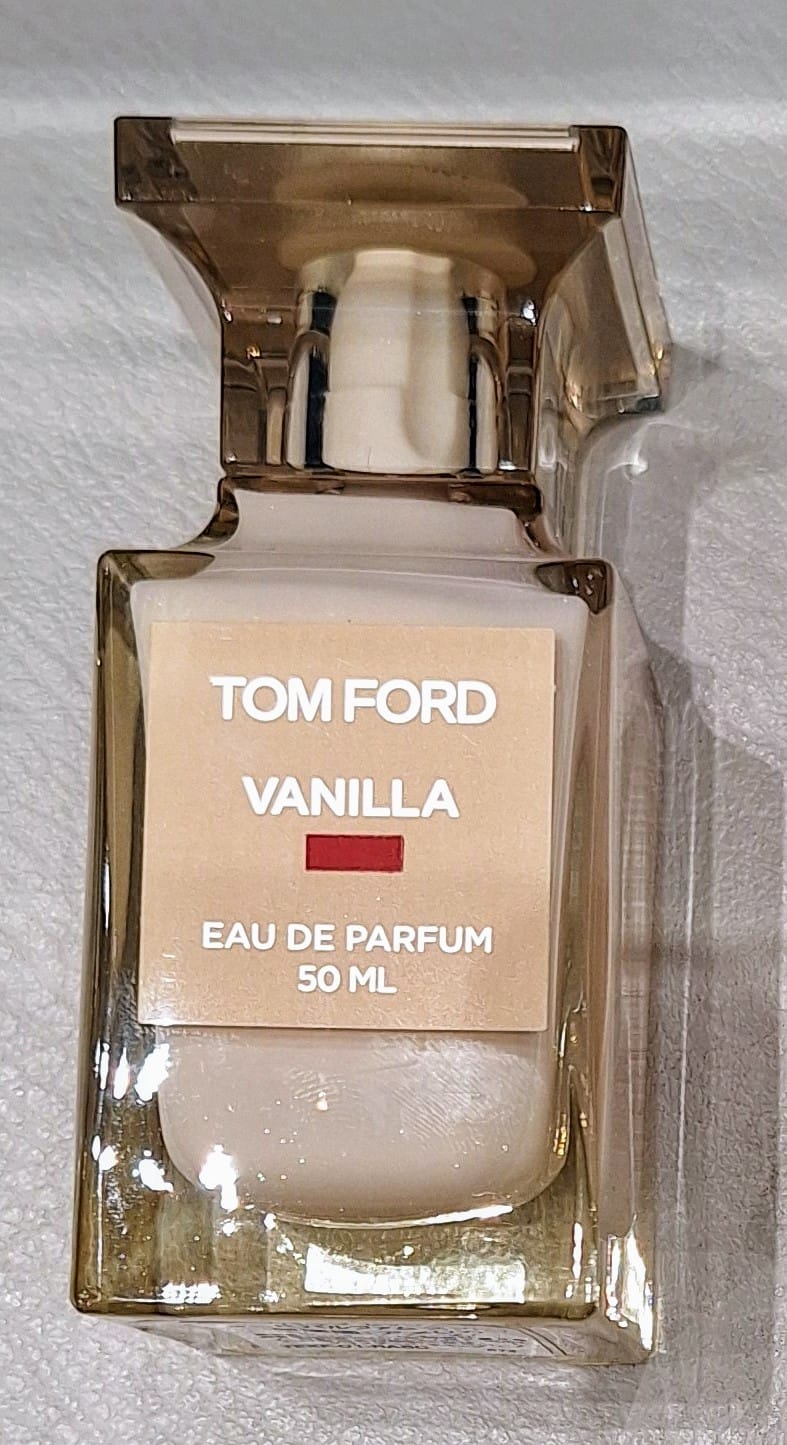 TOM FORD
VANILLA
EAU DE PARFUM
50 ML